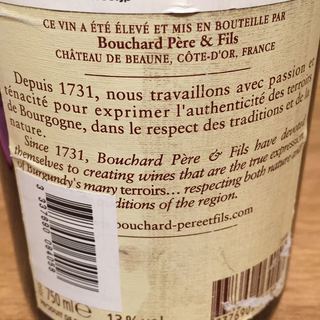 CE VIN A ÉTÉ ÉLEVÉ ET MIS EN BOUTEILLE PAR
Bouchard Père & Fils
CHÂTEAU DE BEAUNE, CÔTE-D'OR, FRANCE
Depuis 1731, nous travaillons avec passion et
ténacité pour exprimer l'authenticité des terroirs
de Bourgogne, dans le respect des traditions et de la
nature.
Since 1731, Bouchard Père & Fils have devoted
themselves to creating wines that are the true expression
of Burgundy's many terroirs... respecting both nature and
traditions of the region.
bouchard-pereetfils.com
750 ml e
13% vol